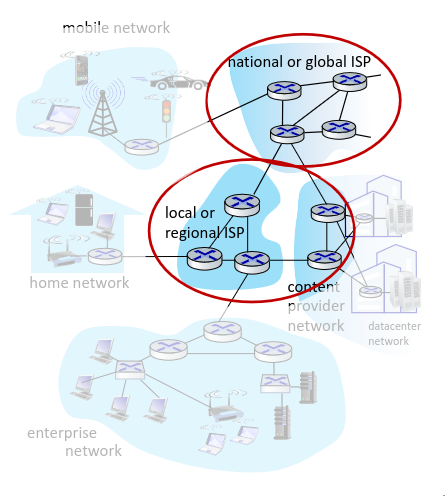 mobile network
national or global ISP
local or
regional ISP
home network
content
provider
network
datacenter
network
enterprise
network